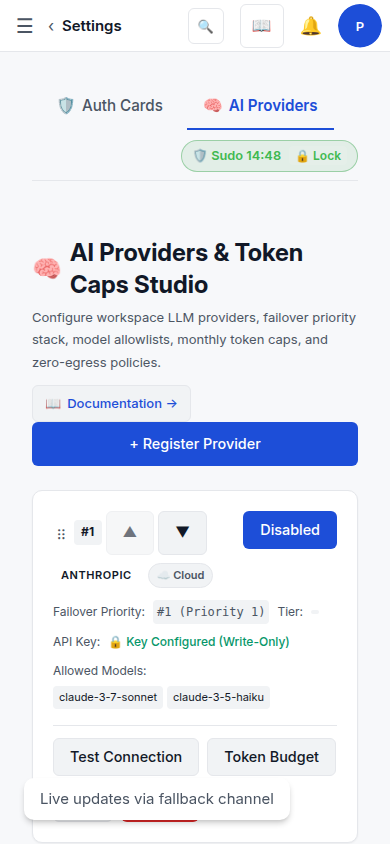 ☰ ‹ Settings 🔍 📖 🔔 P
🛡️ Auth Cards 🧠 AI Providers
🛡️ Sudo 14:48 🔒 Lock
🧠 AI Providers & Token
Caps Studio
Configure workspace LLM providers, failover priority
stack, model allowlists, monthly token caps, and
zero-egress policies.
📖 Documentation →
+ Register Provider
⠿ #1 ▲ ▼ Disabled
ANTHROPIC ☁️ Cloud
Failover Priority: #1 (Priority 1) Tier:
API Key: 🔒 Key Configured (Write-Only)
Allowed Models:
claude-3-7-sonnet claude-3-5-haiku
Test Connection Token Budget
Live updates via fallback channel